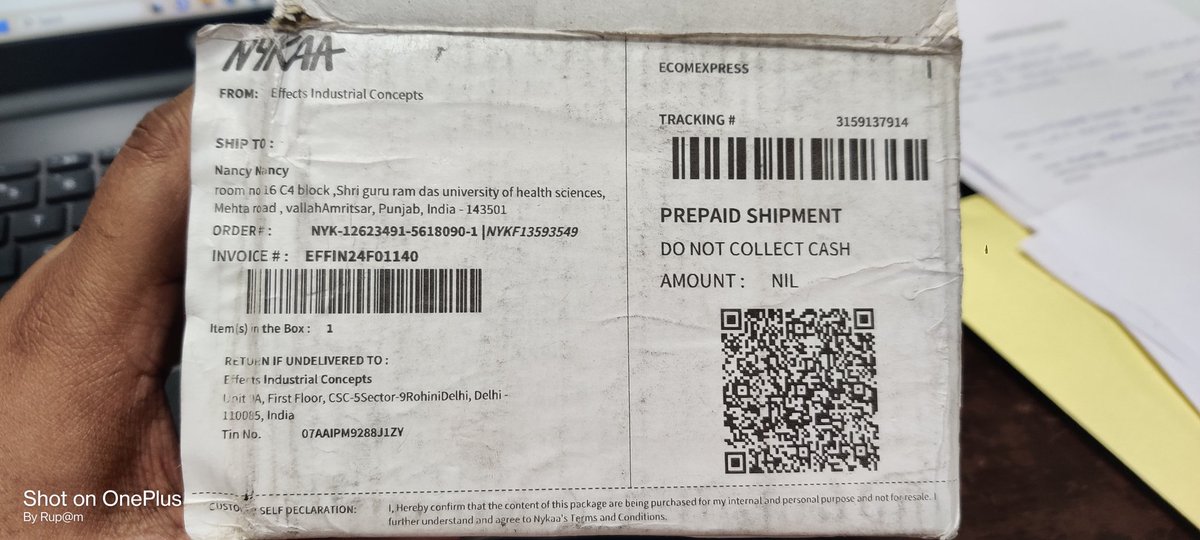 NYKAA
FROM: Effects Industrial Concepts
SHIP TO :
Nancy Nancy
room no 16 C4 block ,Shri guru ram das university of health sciences,
Mehta road , vallahAmritsar, Punjab, India - 143501
ORDER# : NYK-12623491-5618090-1 |NYKF13593549
INVOICE # : EFFIN24F01140
Item(s) in the Box : 1
RETURN IF UNDELIVERED TO :
Effects Industrial Concepts
Unit A, First Floor, CSC-5Sector-9RohiniDelhi, Delhi -
110085, India
Tin No. 07AAIPM9288J1ZY
ECOMEXPRESS
TRACKING # 3159137914
PREPAID SHIPMENT
DO NOT COLLECT CASH
AMOUNT : NIL
CUSTOMER SELF DECLARATION: I, Hereby confirm that the content of this package are being purchased for my internal and personal purpose and not for resale. I
further understand and agree to Nykaa's Terms and Conditions.
Shot on OnePlus
By Rup@m